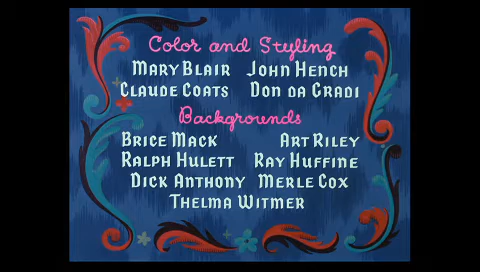 Color and Styling
Mary Blair John Hench
Claude Coats Don da Gradi
Backgrounds
Brice Mack Art Riley
Ralph Hulett Ray Huffine
Dick Anthony Merle Cox
Thelma Witmer